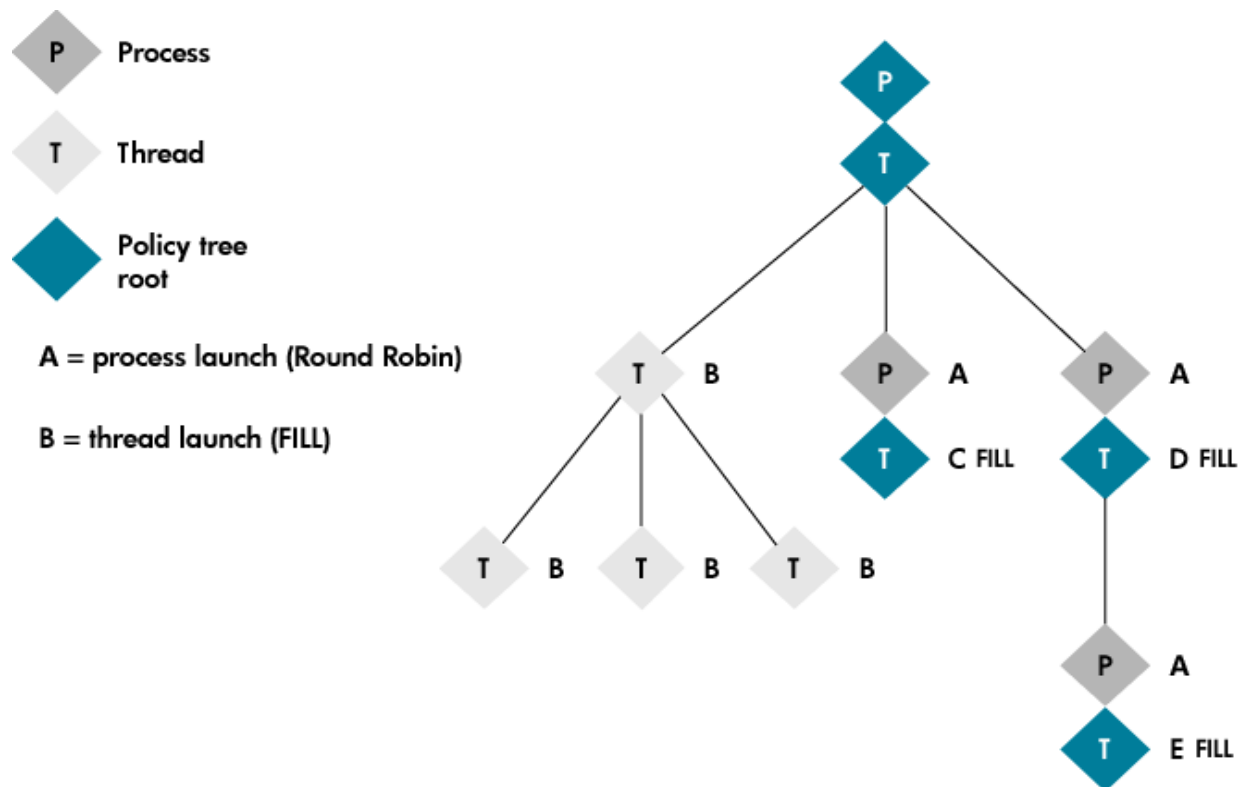 P Process
T Thread
Policy tree
root
A = process launch (Round Robin)
B = thread launch (FILL)
P
T
T B
P A
P A
T C FILL
T D FILL
T B
T B
T B
P A
T E FILL